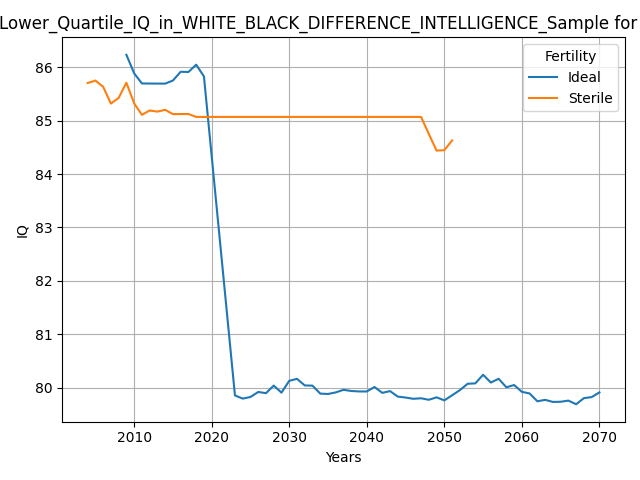 Lower_Quartile_IQ_in_WHITE_BLACK_DIFFERENCE_INTELLIGENCE_Sample for
Fertility
Ideal
Sterile
86
85
84
83
82
81
80
IQ
2010 2020 2030 2040 2050 2060 2070
Years